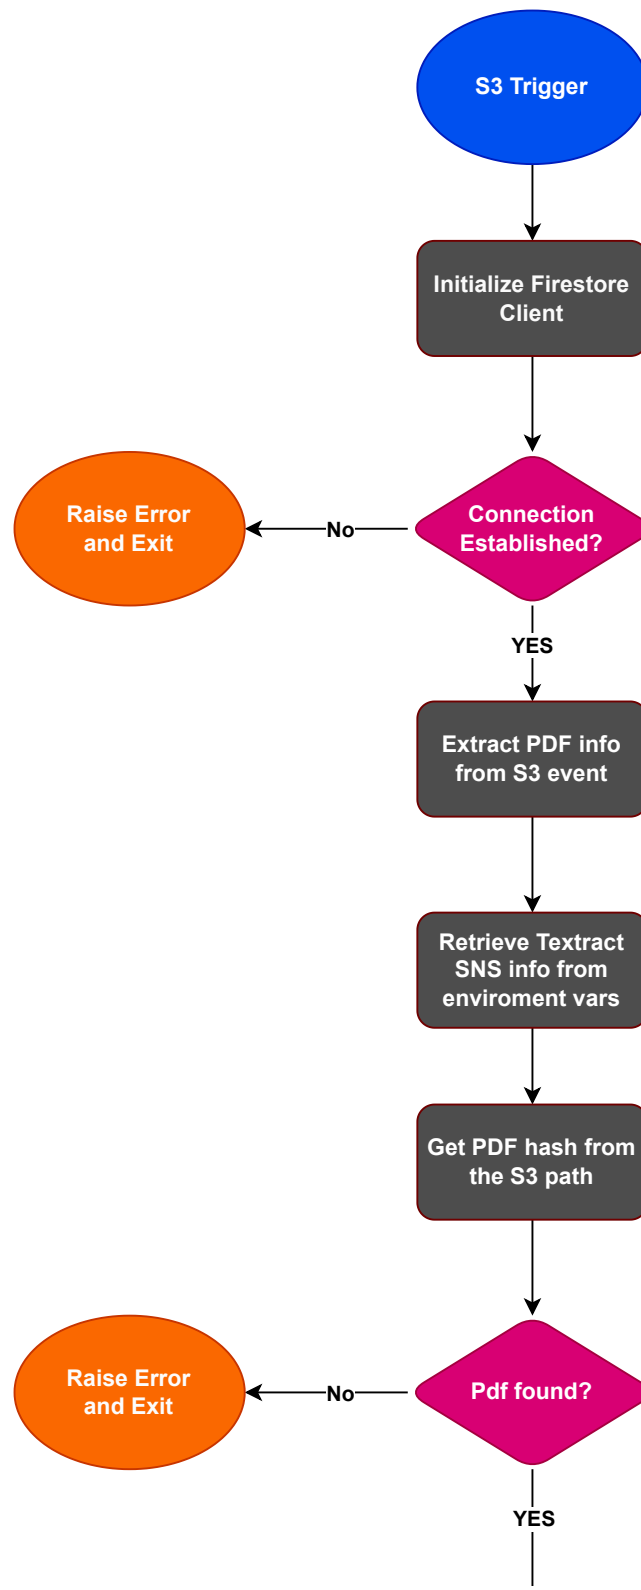 S3 Trigger
Initialize Firestore
Client
Raise Error
and Exit
No
Connection
Established?
YES
Extract PDF info
from S3 event
Retrieve Textract
SNS info from
enviroment vars
Get PDF hash from
the S3 path
Raise Error
and Exit
No
Pdf found?
YES